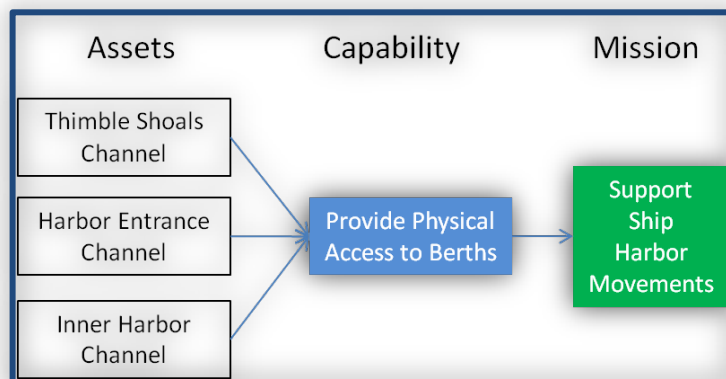 Assets
Capability
Mission
Thimble Shoals
Channel
Harbor Entrance
Channel
Inner Harbor
Channel
Provide Physical
Access to Berths
Support
Ship
Harbor
Movements